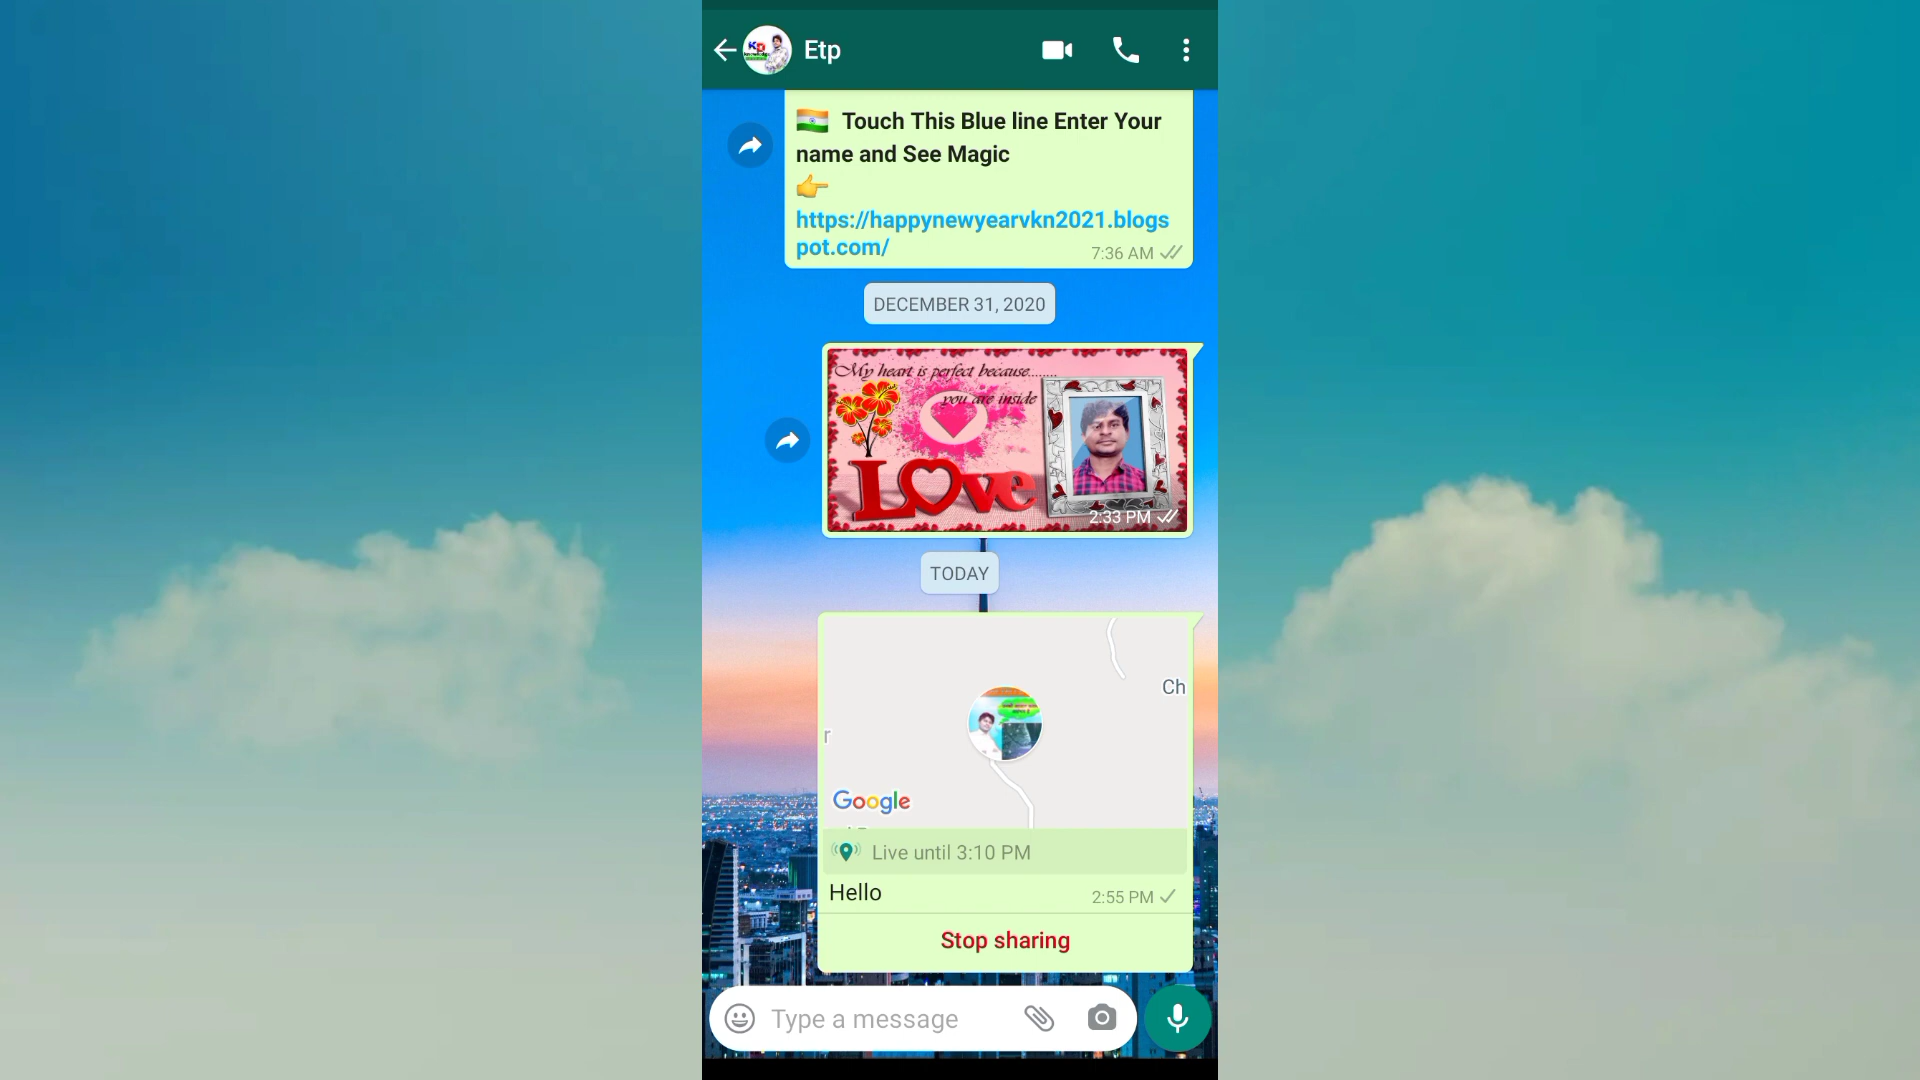 Etp
Touch This Blue line Enter Your
name and See Magic
https://happynewyearvkn2021.blogs
pot.com/
7:36 AM
DECEMBER 31, 2020
My heart is perfect because........
you are inside
Love
2:33 PM
TODAY
Ch
r
Google
Live until 3:10 PM
Hello
2:55 PM
Stop sharing
Type a message